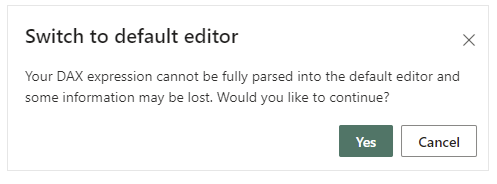 Switch to default editor
Your DAX expression cannot be fully parsed into the default editor and
some information may be lost. Would you like to continue?
Yes Cancel